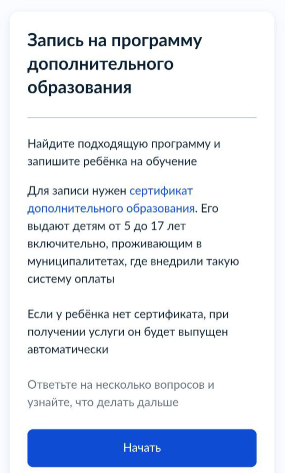 Запись на программу
дополнительного
образования
Найдите подходящую программу и
запишите ребёнка на обучение
Для записи нужен сертификат
дополнительного образования. Его
выдают детям от 5 до 17 лет
включительно, проживающим в
муниципалитетах, где внедрили такую
систему оплаты
Если у ребёнка нет сертификата, при
получении услуги он будет выпущен
автоматически
Ответьте на несколько вопросов и
узнайте, что делать дальше
Начать